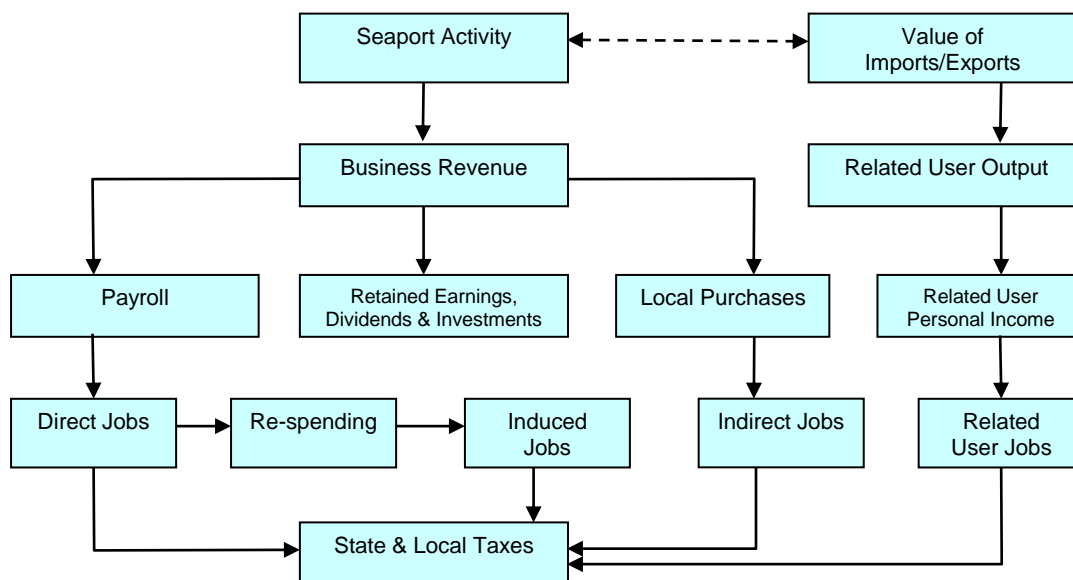 Seaport Activity
Value of
Imports/Exports
Business Revenue
Related User Output
Payroll
Retained Earnings,
Dividends & Investments
Local Purchases
Related User
Personal Income
Direct Jobs
Re-spending
Induced
Jobs
Indirect Jobs
Related
User Jobs
State & Local Taxes